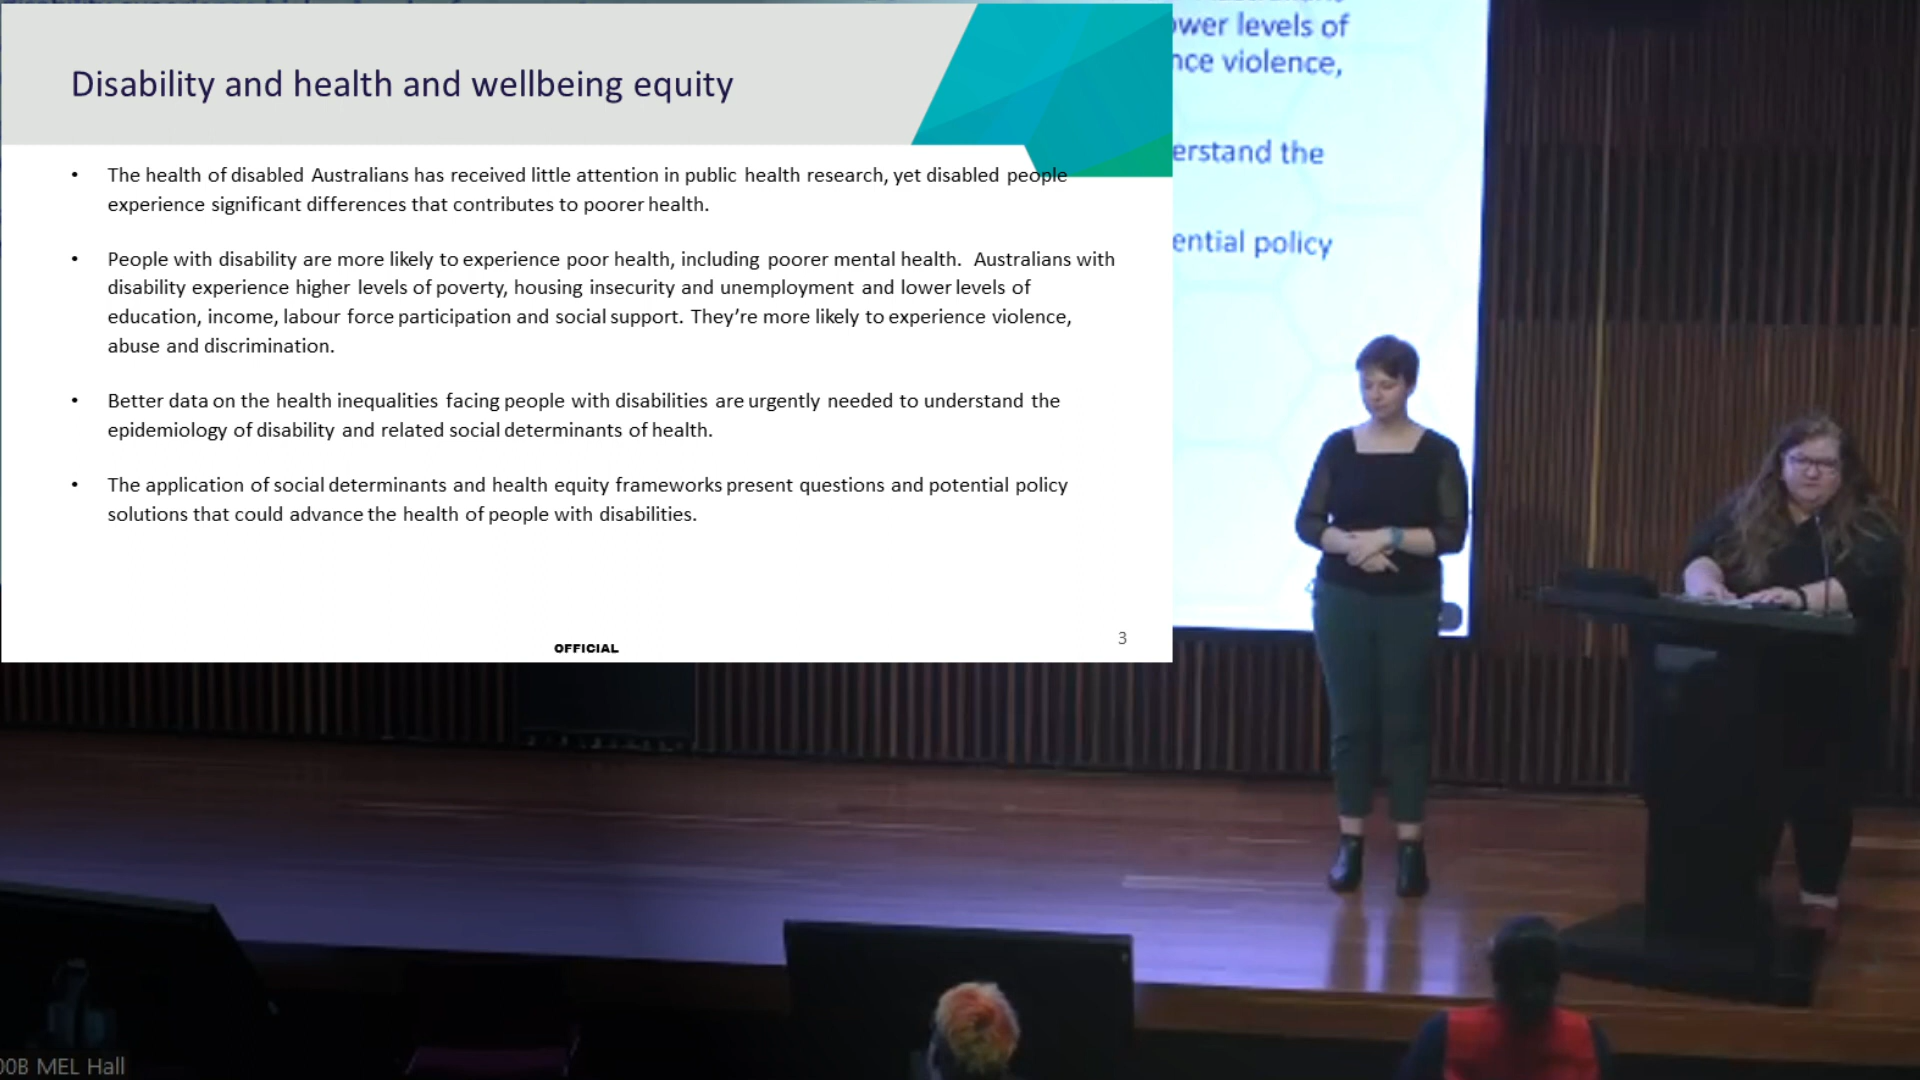 Disability and health and wellbeing equity
• The health of disabled Australians has received little attention in public health research, yet disabled people
experience significant differences that contributes to poorer health.
• People with disability are more likely to experience poor health, including poorer mental health. Australians with
disability experience higher levels of poverty, housing insecurity and unemployment and lower levels of
education, income, labour force participation and social support. They’re more likely to experience violence,
abuse and discrimination.
• Better data on the health inequalities facing people with disabilities are urgently needed to understand the
epidemiology of disability and related social determinants of health.
• The application of social determinants and health equity frameworks present questions and potential policy
solutions that could advance the health of people with disabilities.
OFFICIAL
3
ower levels of
nce violence,
erstand the
ential policy
00B MEL Hall